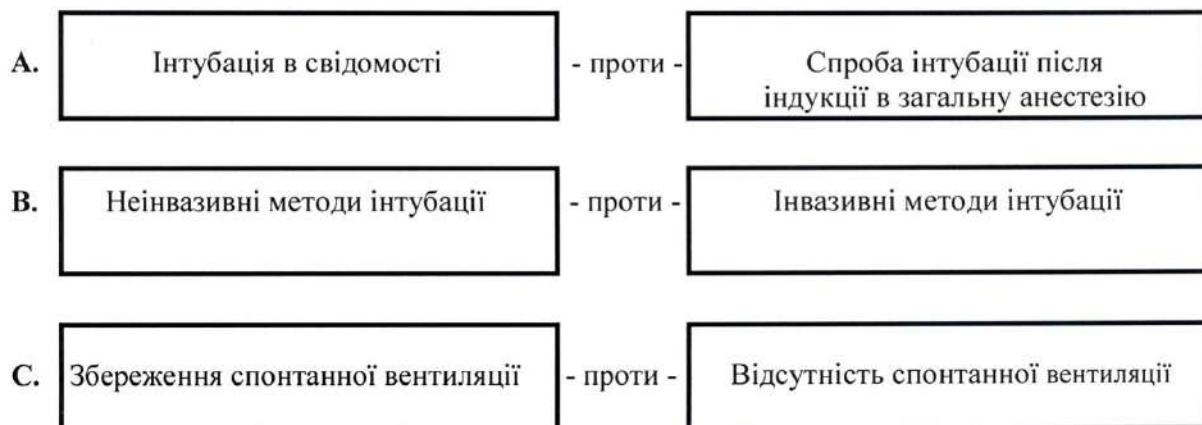 A. Інтубація в свідомості - проти - Спроба інтубації після
індукції в загальну анестезію
B. Неінвазивні методи інтубації - проти - Інвазивні методи інтубації
C. Збереження спонтанної вентиляції - проти - Відсутність спонтанної вентиляції